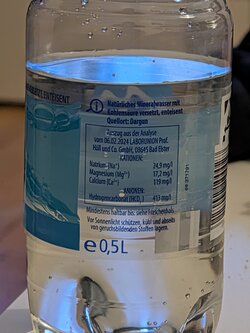 SETZT ENTEISENT
Natürliches Mineralwasser mit
Kohlensäure versetzt, enteisent
Quellort: Dargun
Auszug aus der Analyse
vom 06.02.2024 LABORUNION Prof.
Höll und Co. GmbH, 08645 Bad Elster
KATIONEN:
Natrium (Na⁺) 24,9 mg/l
Magnesium (Mg²⁺) 17,2 mg/l
Calcium (Ca²⁺) 119 mg/l
ANIONEN:
Hydrogencarbonat (HCO₃⁻) 413 mg/l
Mindestens haltbar bis: siehe Flaschenhals
Vor Sonnenlicht schützen, kühl und abseits
von geruchsbildenden Stoffen lagern.
e 0,5L